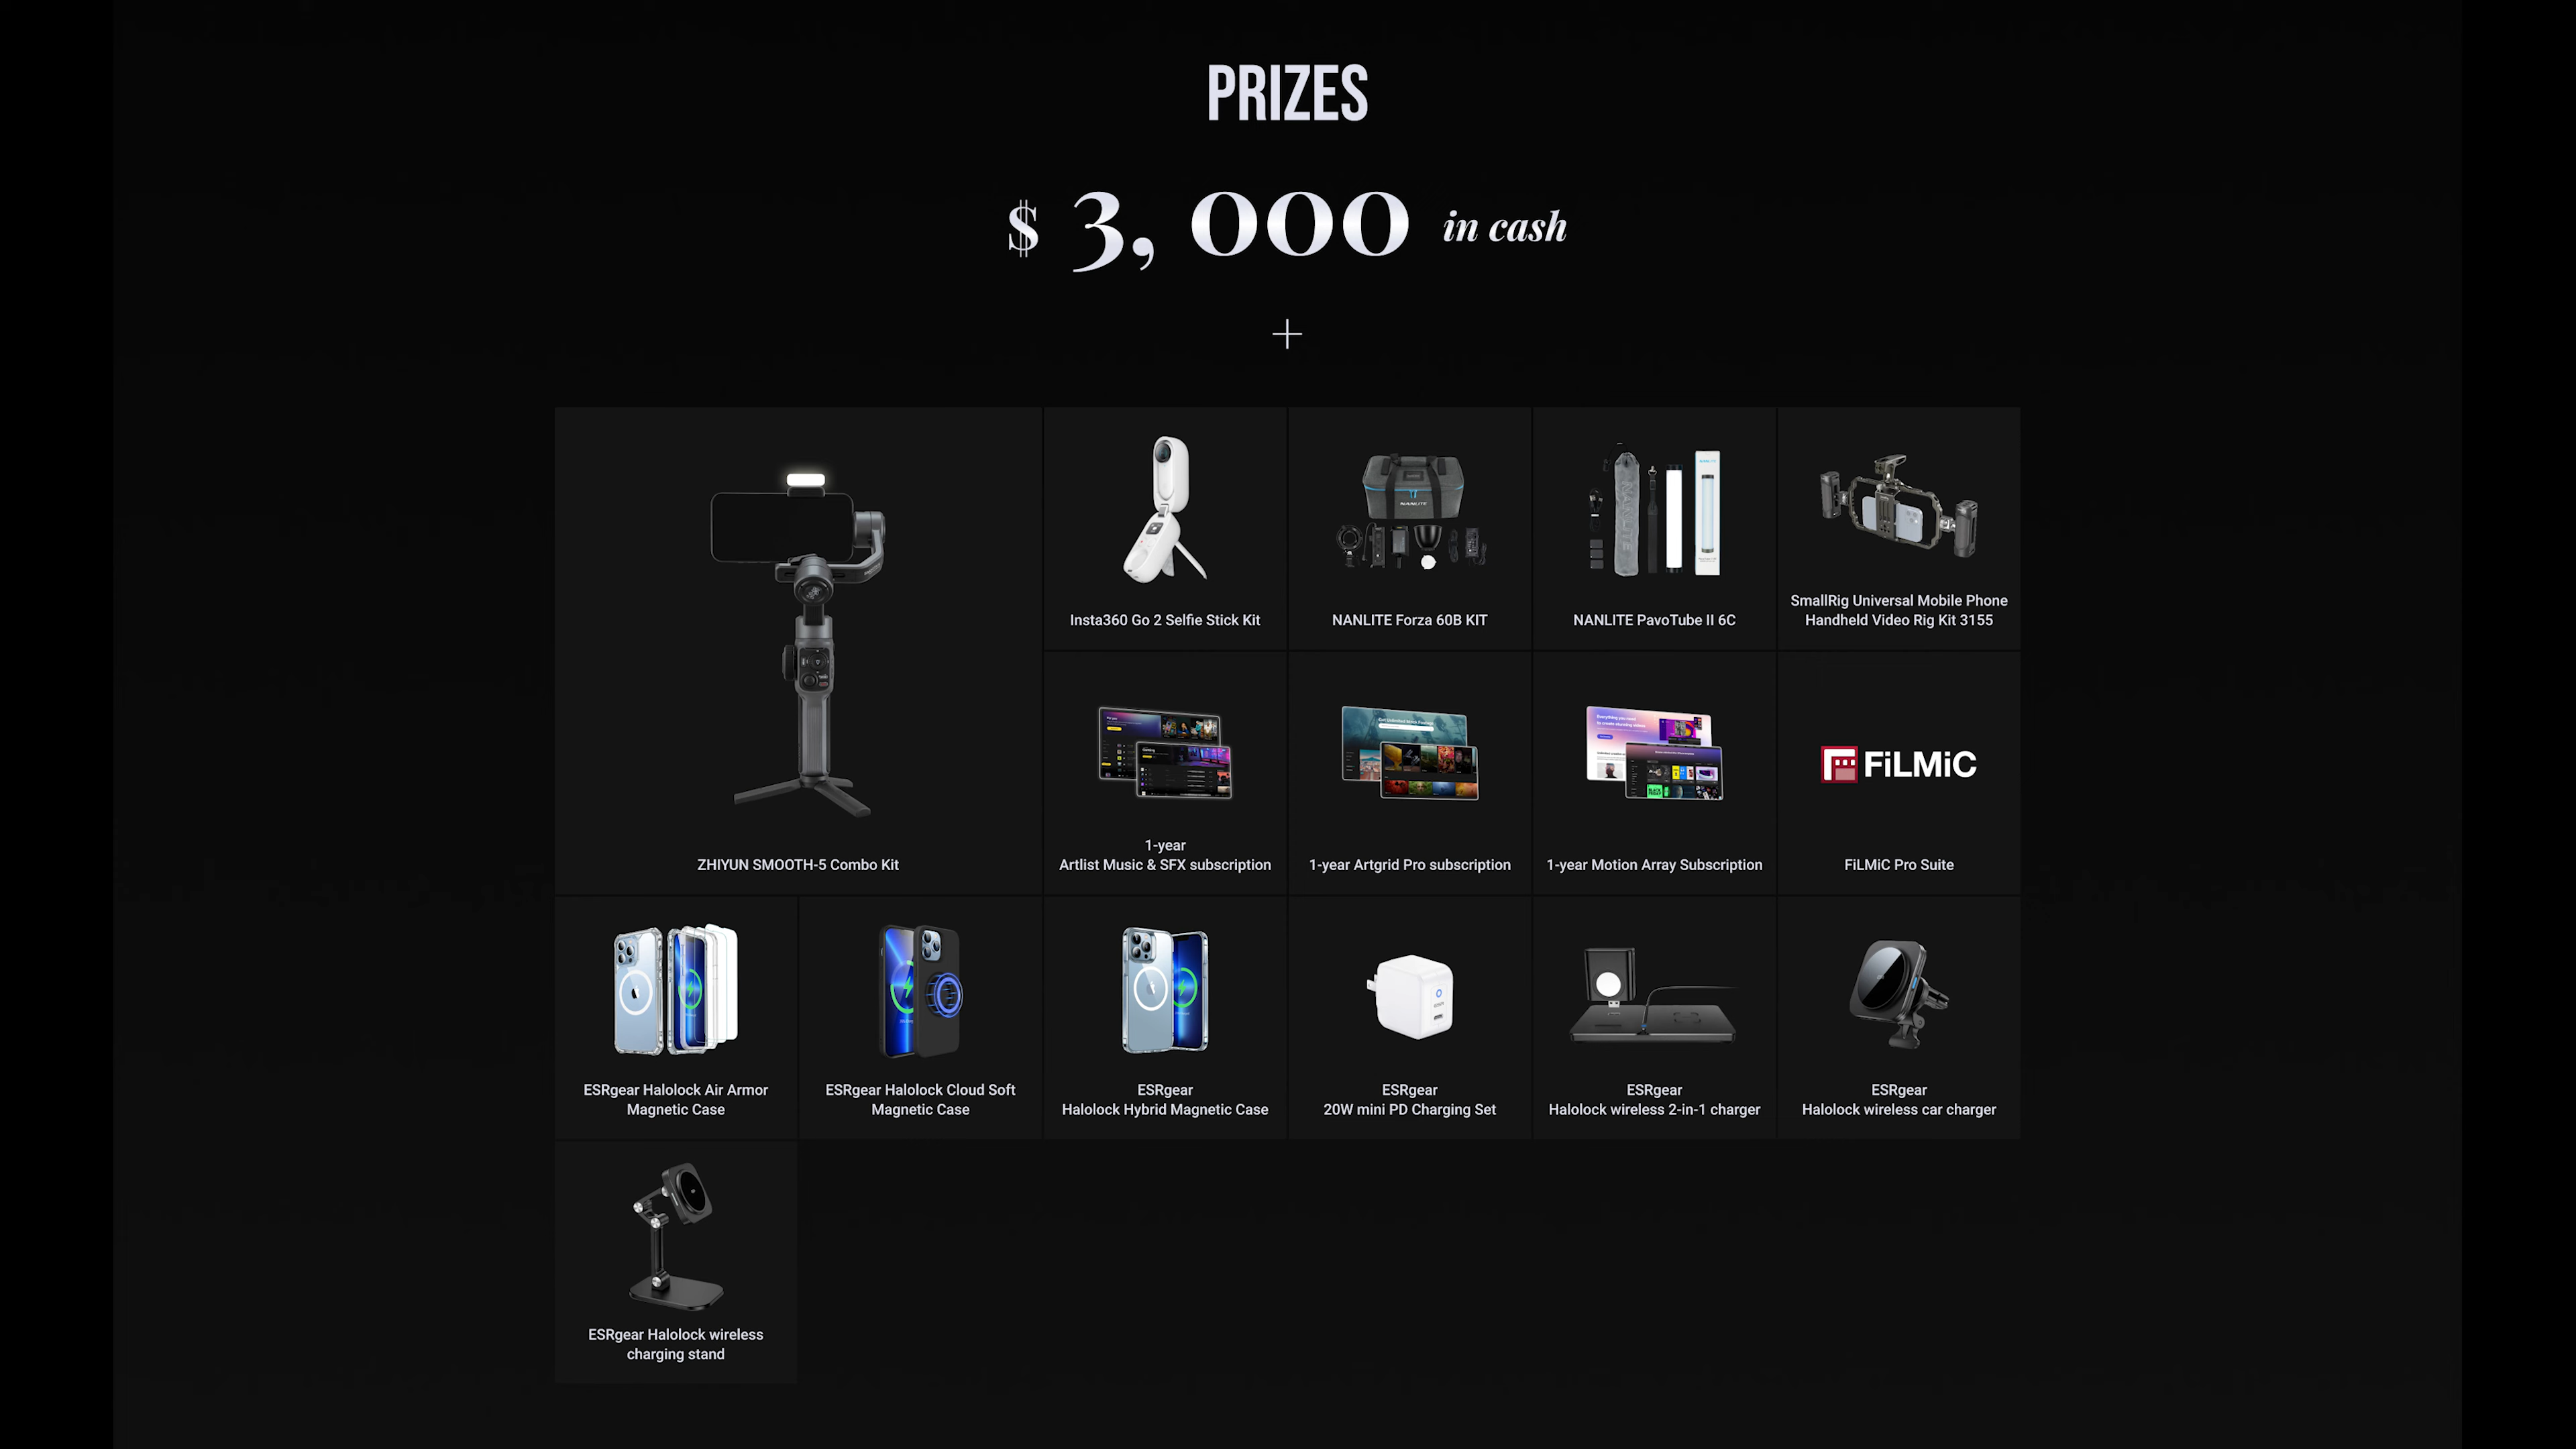 PRIZES
$ 3, 000 in cash
+
NANLITE
Insta360 Go 2 Selfie Stick Kit
NANLITE Forza 60B KIT
NANLITE PavoTube II 6C
SmallRig Universal Mobile Phone
Handheld Video Rig Kit 3155
FiLMiC
ZHIYUN SMOOTH-5 Combo Kit
1-year
Artlist Music & SFX subscription
1-year Artgrid Pro subscription
1-year Motion Array Subscription
FiLMiC Pro Suite
ESRgear Halolock Air Armor
Magnetic Case
ESRgear Halolock Cloud Soft
Magnetic Case
ESRgear
Halolock Hybrid Magnetic Case
ESRgear
20W mini PD Charging Set
ESRgear
Halolock wireless 2-in-1 charger
ESRgear
Halolock wireless car charger
ESRgear Halolock wireless
charging stand